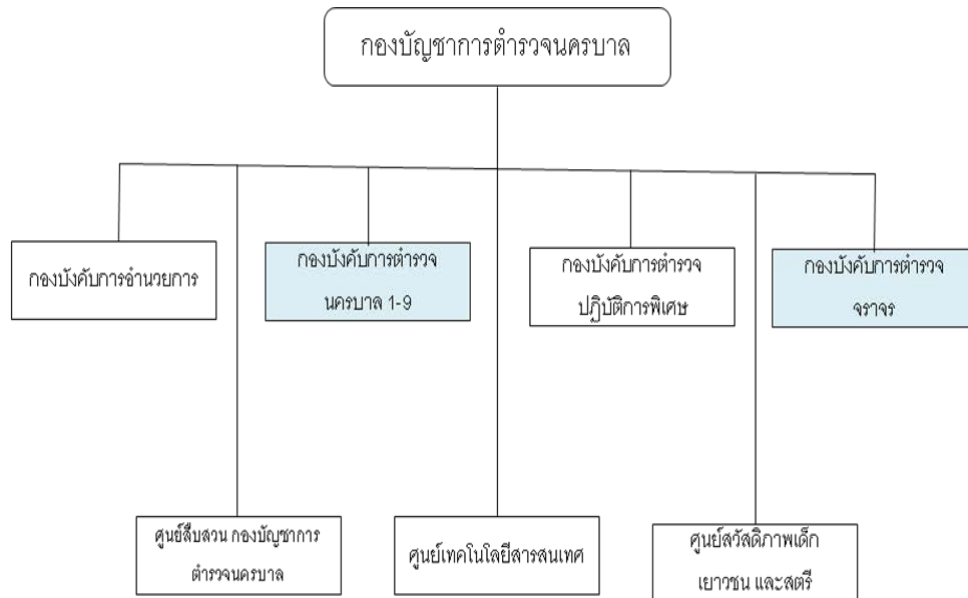 กองบัญชาการตำรวจนครบาล
กองบังคับการอำนวยการ
กองบังคับการตำรวจ
นครบาล 1-9
กองบังคับการตำรวจ
ปฏิบัติการพิเศษ
กองบังคับการตำรวจ
จราจร
ศูนย์สืบสวน กองบัญชาการ
ตำรวจนครบาล
ศูนย์เทคโนโลยีสารสนเทศ
ศูนย์สวัสดิภาพเด็ก
เยาวชน และสตรี